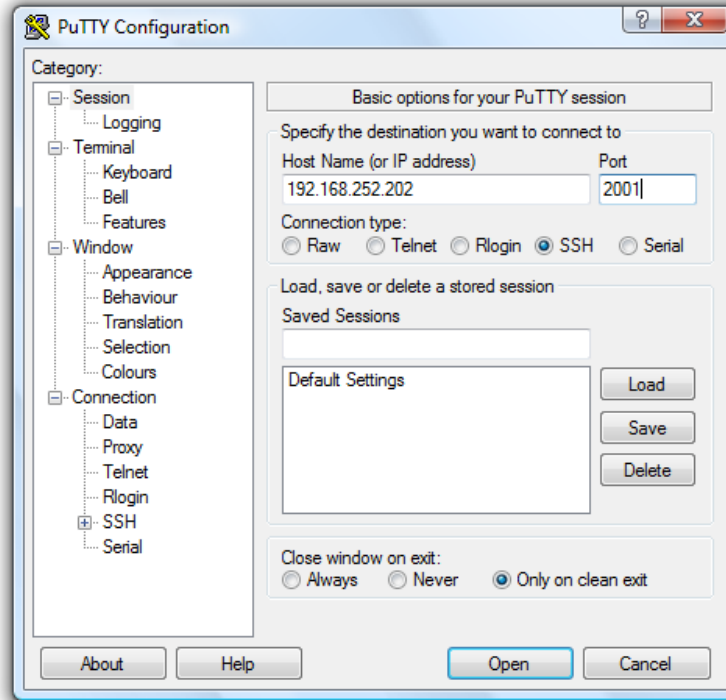 PuTTY Configuration
?
Category:
Session
Logging
Terminal
Keyboard
Bell
Features
Window
Appearance
Behaviour
Translation
Selection
Colours
Connection
Data
Proxy
Telnet
Rlogin
SSH
Serial
Basic options for your PuTTY session
Specify the destination you want to connect to
Host Name (or IP address) Port
192.168.252.202 2001
Connection type:
Raw Telnet Rlogin SSH Serial
Load, save or delete a stored session
Saved Sessions
Default Settings
Load
Save
Delete
Close window on exit:
Always Never Only on clean exit
About Help Open Cancel